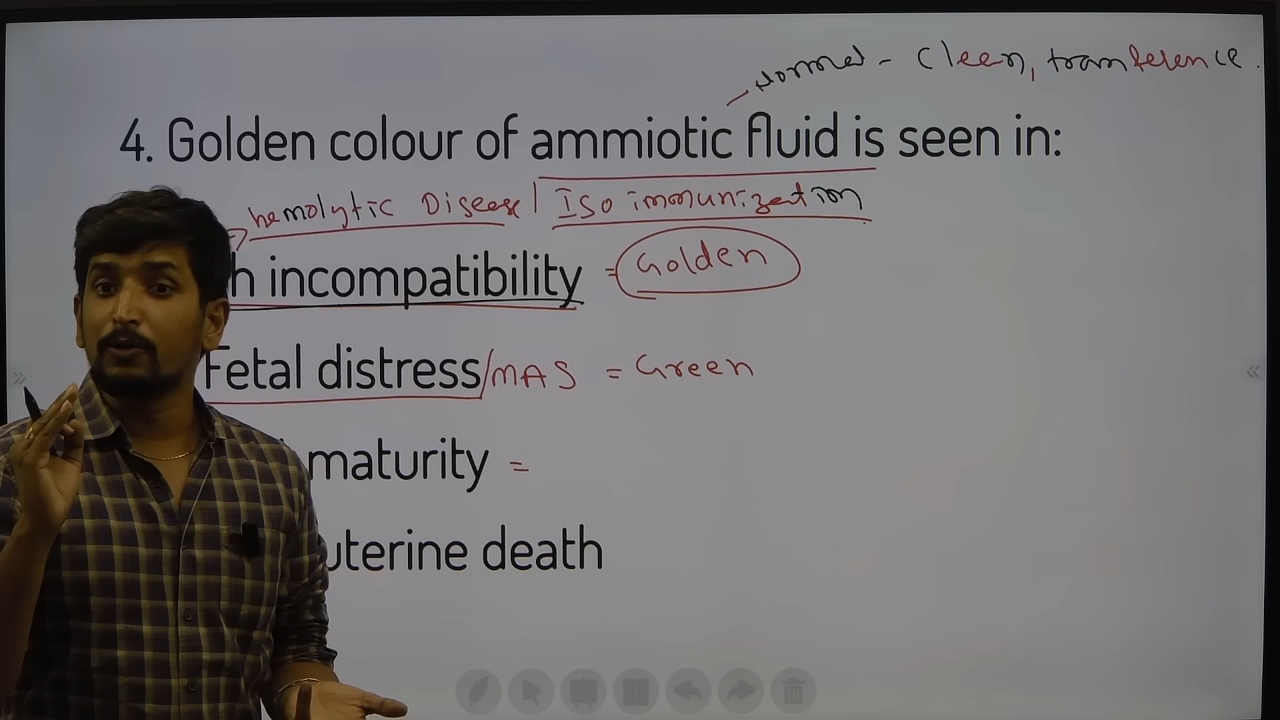 Normal - Clear, tranference.
4. Golden colour of ammiotic fluid is seen in:
hemolytic Disease | Iso immunization
h incompatibility = Golden
Fetal distress/MAS = Green
maturity =
uterine death